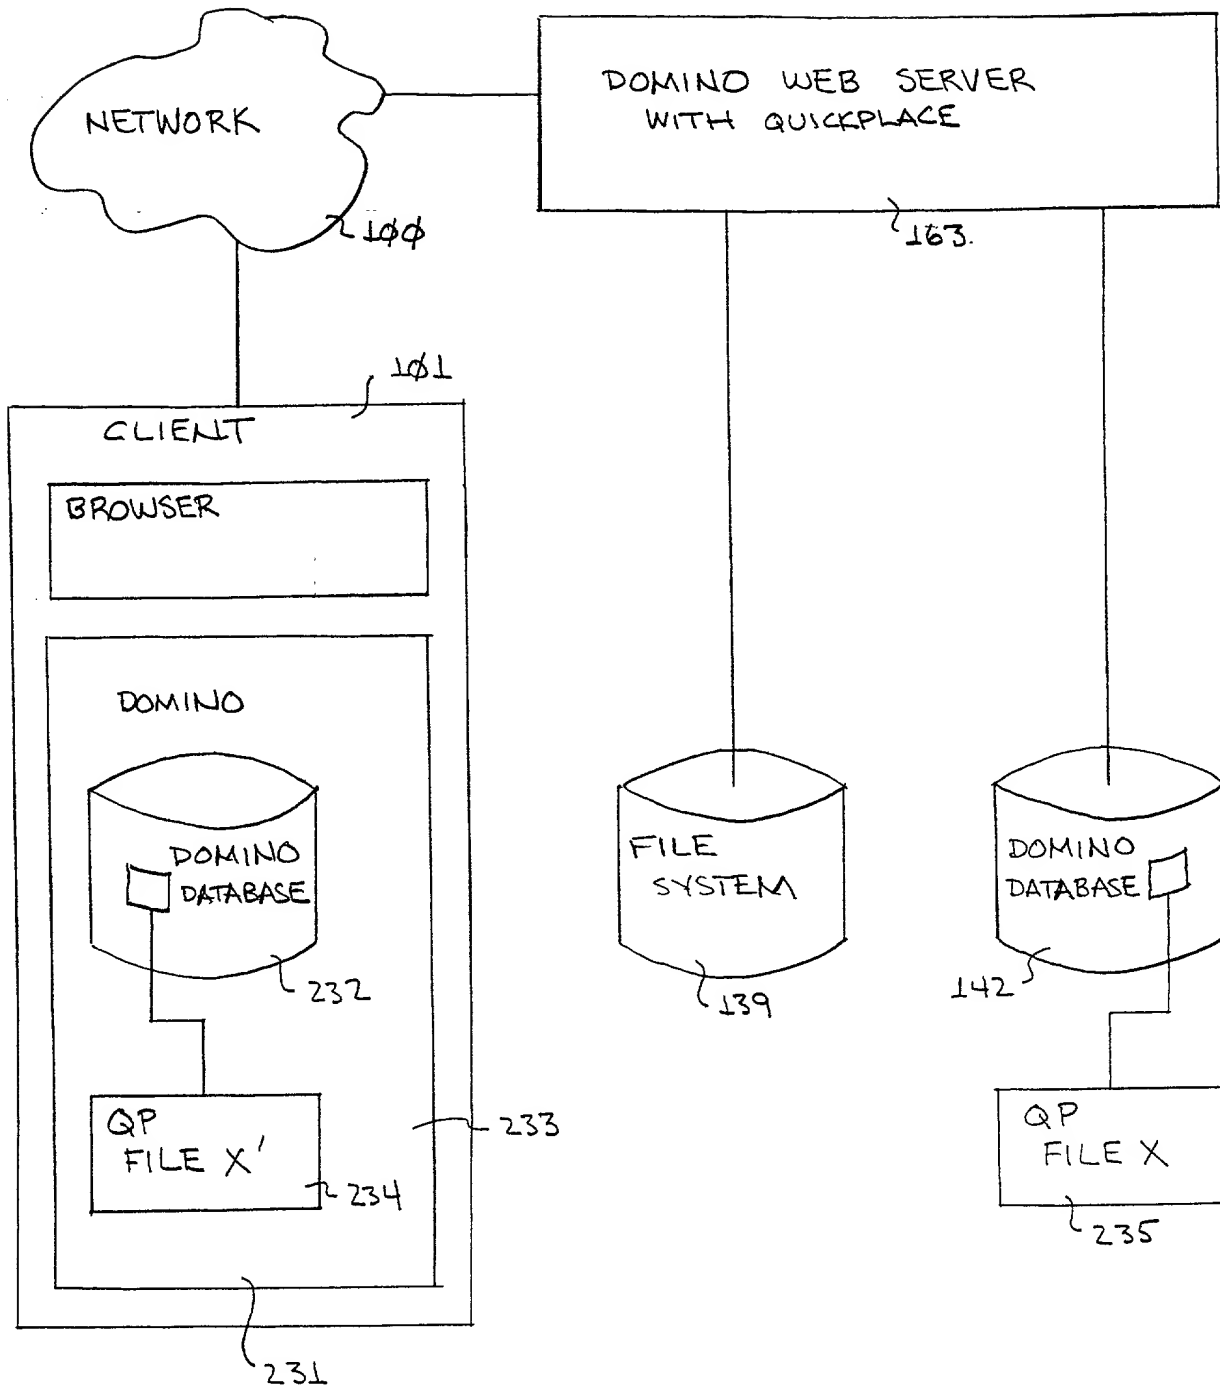 NETWORK
100
DOMINO WEB SERVER
WITH QUICKPLACE
163.
101
CLIENT
BROWSER
DOMINO
DOMINO
DATABASE
232
QP
FILE X'
234
233
231
FILE
SYSTEM
139
DOMINO
DATABASE
142
QP
FILE X
235